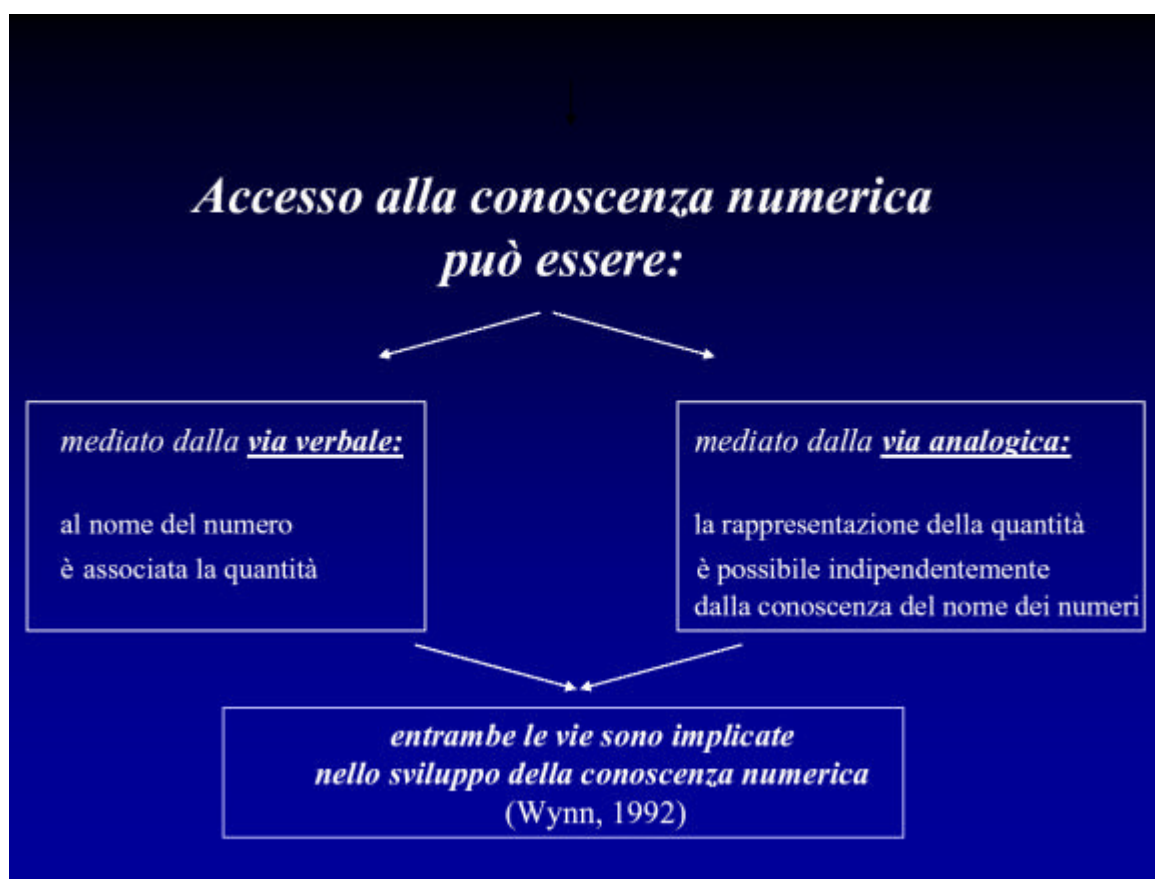 Accesso alla conoscenza numerica
può essere:
mediato dalla via verbale:
al nome del numero
è associata la quantità
mediato dalla via analogica:
la rappresentazione della quantità
è possibile indipendentemente
dalla conoscenza del nome dei numeri
entrambe le vie sono implicate
nello sviluppo della conoscenza numerica
(Wynn, 1992)